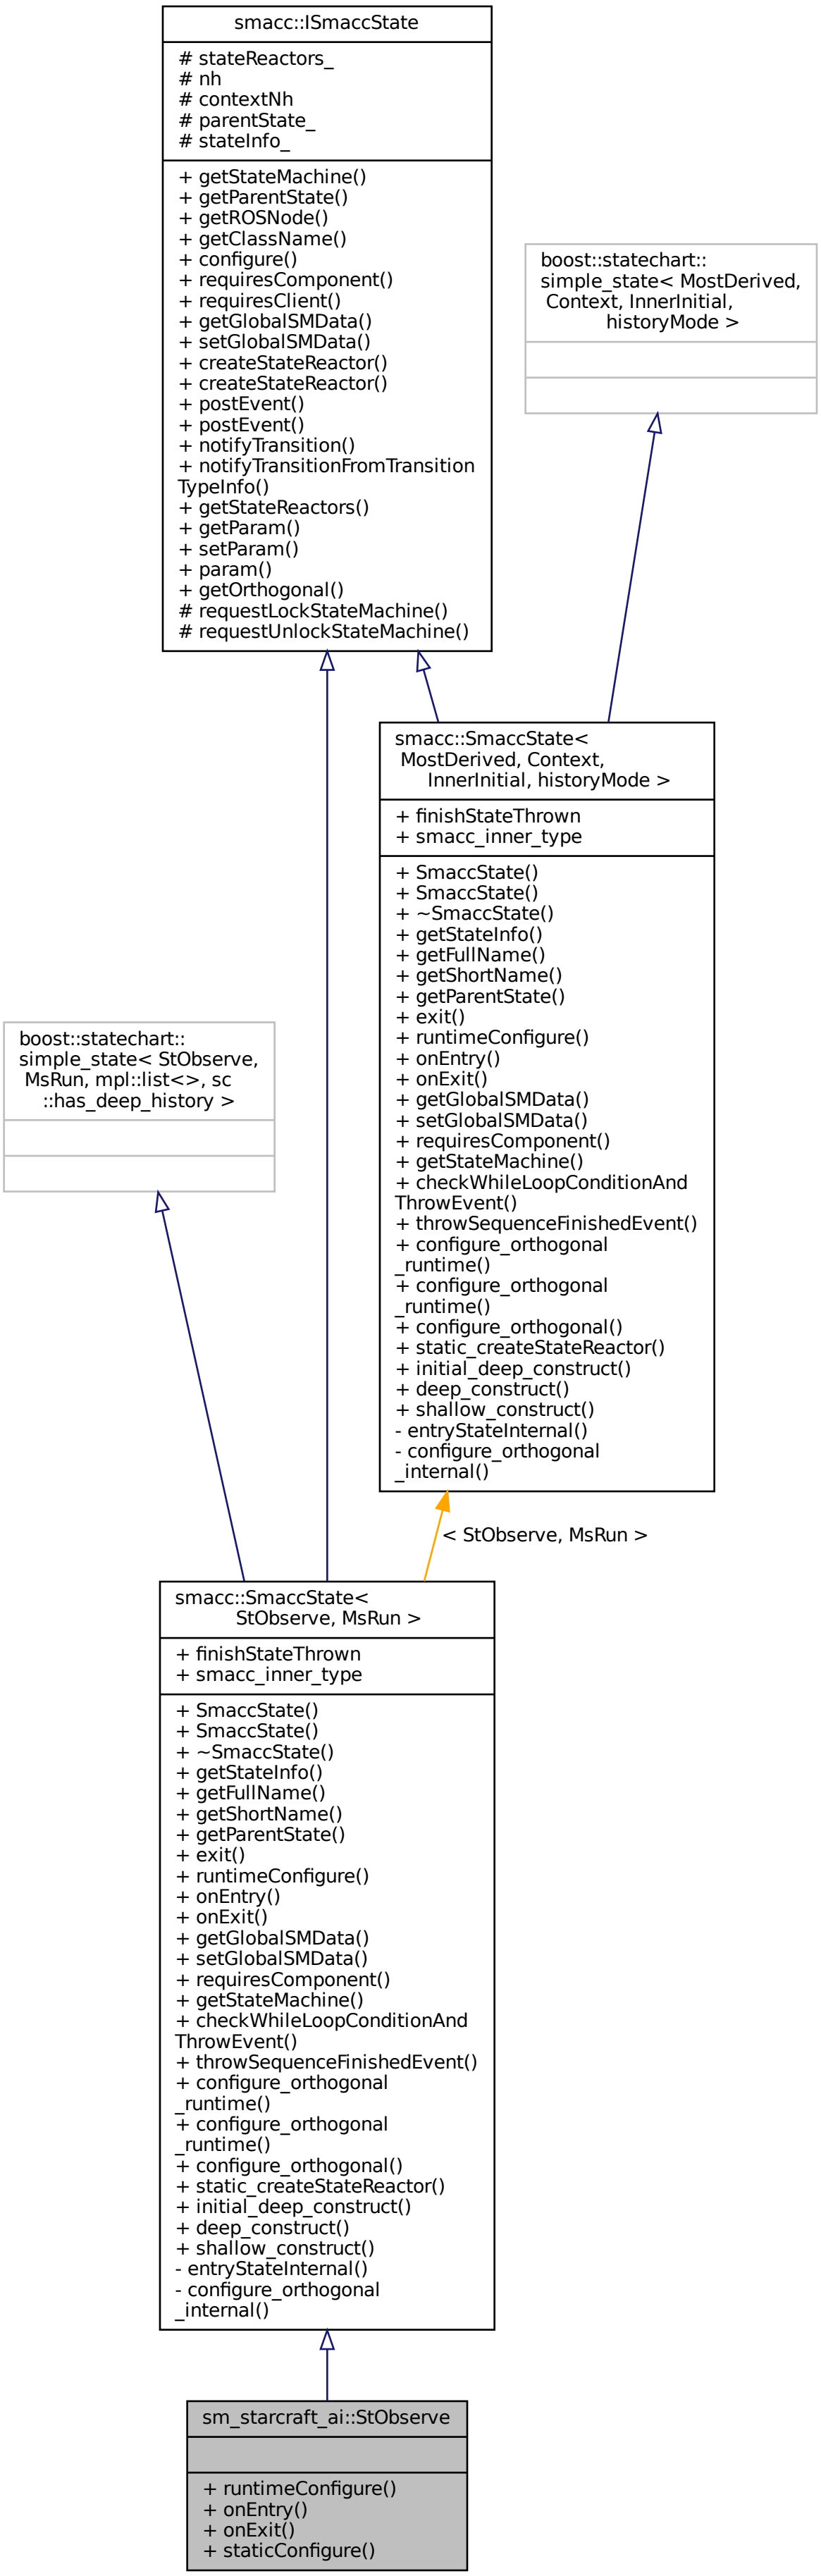 smacc::ISmaccState
# stateReactors_
# nh
# contextNh
# parentState_
# stateInfo_
+ getStateMachine()
+ getParentState()
+ getROSNode()
+ getClassName()
+ configure()
+ requiresComponent()
+ requiresClient()
+ getGlobalSMData()
+ setGlobalSMData()
+ createStateReactor()
+ createStateReactor()
+ postEvent()
+ postEvent()
+ notifyTransition()
+ notifyTransitionFromTransition
TypeInfo()
+ getStateReactors()
+ getParam()
+ setParam()
+ param()
+ getOrthogonal()
# requestLockStateMachine()
# requestUnlockStateMachine()
boost::statechart::
simple_state< MostDerived,
Context, InnerInitial,
historyMode >
smacc::SmaccState<
MostDerived, Context,
InnerInitial, historyMode >
+ finishStateThrown
+ smacc_inner_type
+ SmaccState()
+ SmaccState()
+ ~SmaccState()
+ getStateInfo()
+ getFullName()
+ getShortName()
+ getParentState()
+ exit()
+ runtimeConfigure()
+ onEntry()
+ onExit()
+ getGlobalSMData()
+ setGlobalSMData()
+ requiresComponent()
+ getStateMachine()
+ checkWhileLoopConditionAnd
ThrowEvent()
+ throwSequenceFinishedEvent()
+ configure_orthogonal
_runtime()
+ configure_orthogonal
_runtime()
+ configure_orthogonal()
+ static_createStateReactor()
+ initial_deep_construct()
+ deep_construct()
+ shallow_construct()
- entryStateInternal()
- configure_orthogonal
_internal()
boost::statechart::
simple_state< StObserve,
MsRun, mpl::list<>, sc
::has_deep_history >
< StObserve, MsRun >
smacc::SmaccState<
StObserve, MsRun >
+ finishStateThrown
+ smacc_inner_type
+ SmaccState()
+ SmaccState()
+ ~SmaccState()
+ getStateInfo()
+ getFullName()
+ getShortName()
+ getParentState()
+ exit()
+ runtimeConfigure()
+ onEntry()
+ onExit()
+ getGlobalSMData()
+ setGlobalSMData()
+ requiresComponent()
+ getStateMachine()
+ checkWhileLoopConditionAnd
ThrowEvent()
+ throwSequenceFinishedEvent()
+ configure_orthogonal
_runtime()
+ configure_orthogonal
_runtime()
+ configure_orthogonal()
+ static_createStateReactor()
+ initial_deep_construct()
+ deep_construct()
+ shallow_construct()
- entryStateInternal()
- configure_orthogonal
_internal()
sm_starcraft_ai::StObserve
+ runtimeConfigure()
+ onEntry()
+ onExit()
+ staticConfigure()